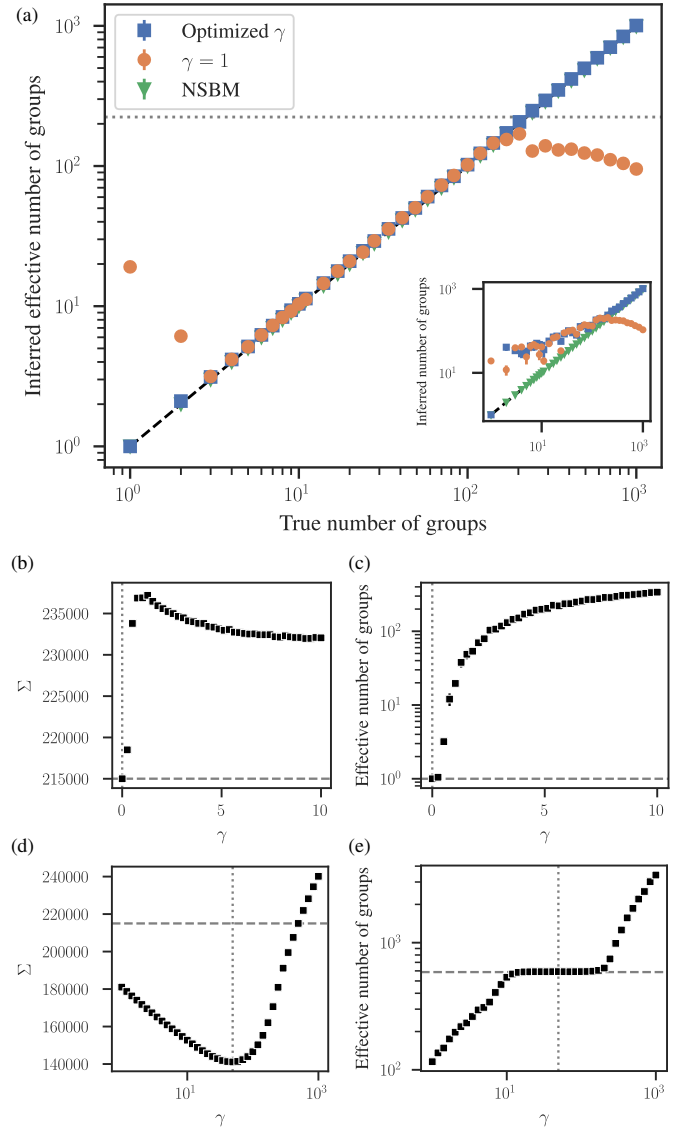 (a)
Optimized γ
γ = 1
NSBM
10³
10²
10¹
10⁰
Inferred effective number of groups
10⁰
10¹
10²
10³
True number of groups
10³
10¹
Inferred number of groups
10¹
10³
(b)
235000
230000
225000
220000
215000
Σ
0
5
10
γ
(c)
10²
10¹
10⁰
Effective number of groups
0
5
10
γ
(d)
240000
220000
200000
180000
160000
140000
Σ
10¹
10³
γ
(e)
10³
10²
Effective number of groups
10¹
10³
γ